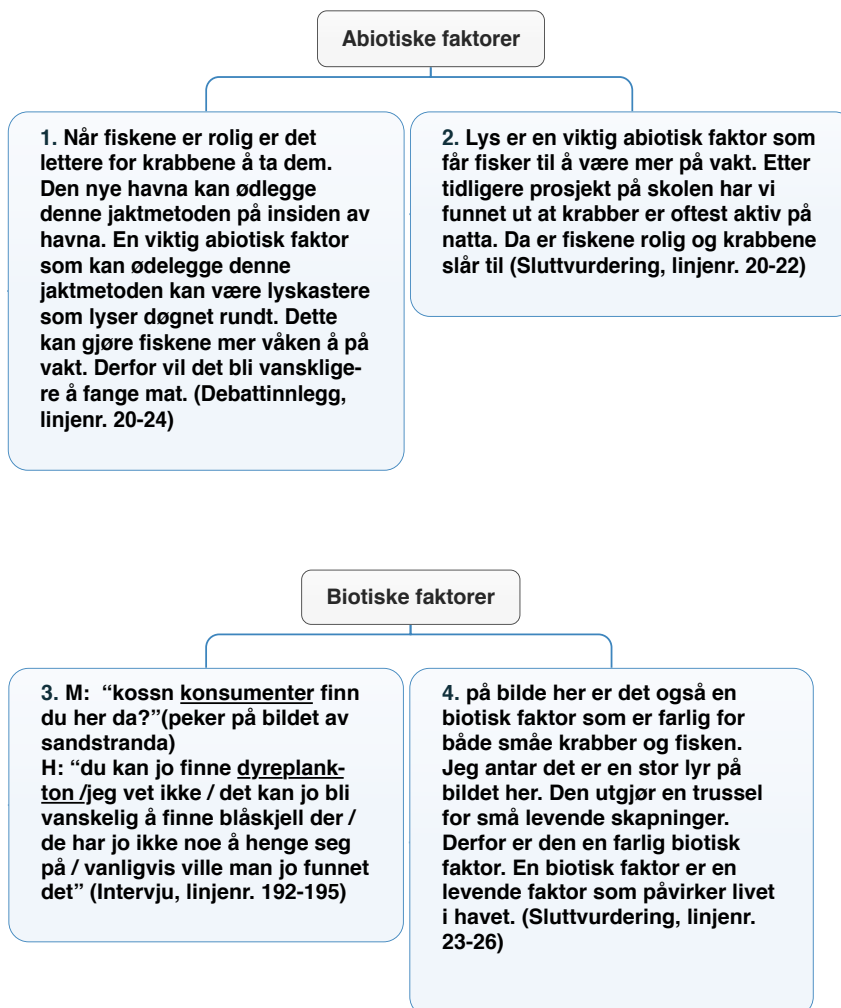 Abiotiske faktorer
1. Når fiskene er rolig er det
lettere for krabbene å ta dem.
Den nye havna kan ødlegge
denne jaktmetoden på insiden av
havna. En viktig abiotisk faktor
som kan ødelegge denne
jaktmetoden kan være lyskastere
som lyser døgnet rundt. Dette
kan gjøre fiskene mer våken å på
vakt. Derfor vil det bli vansklige-
re å fange mat. (Debattinnlegg,
linjenr. 20-24)
2. Lys er en viktig abiotisk faktor som
får fisker til å være mer på vakt. Etter
tidligere prosjekt på skolen har vi
funnet ut at krabber er oftest aktiv på
natta. Da er fiskene rolig og krabbene
slår til (Sluttvurdering, linjenr. 20-22)
Biotiske faktorer
3. M: “kossn konsumenter finn
du her da?”(peker på bildet av
sandstranda)
H: “du kan jo finne dyreplank-
ton /jeg vet ikke / det kan jo bli
vanskelig å finne blåskjell der /
de har jo ikke noe å henge seg
på / vanligvis ville man jo funnet
det” (Intervju, linjenr. 192-195)
4. på bilde her er det også en
biotisk faktor som er farlig for
både småe krabber og fisken.
Jeg antar det er en stor lyr på
bildet her. Den utgjør en trussel
for små levende skapninger.
Derfor er den en farlig biotisk
faktor. En biotisk faktor er en
levende faktor som påvirker livet
i havet. (Sluttvurdering, linjenr.
23-26)